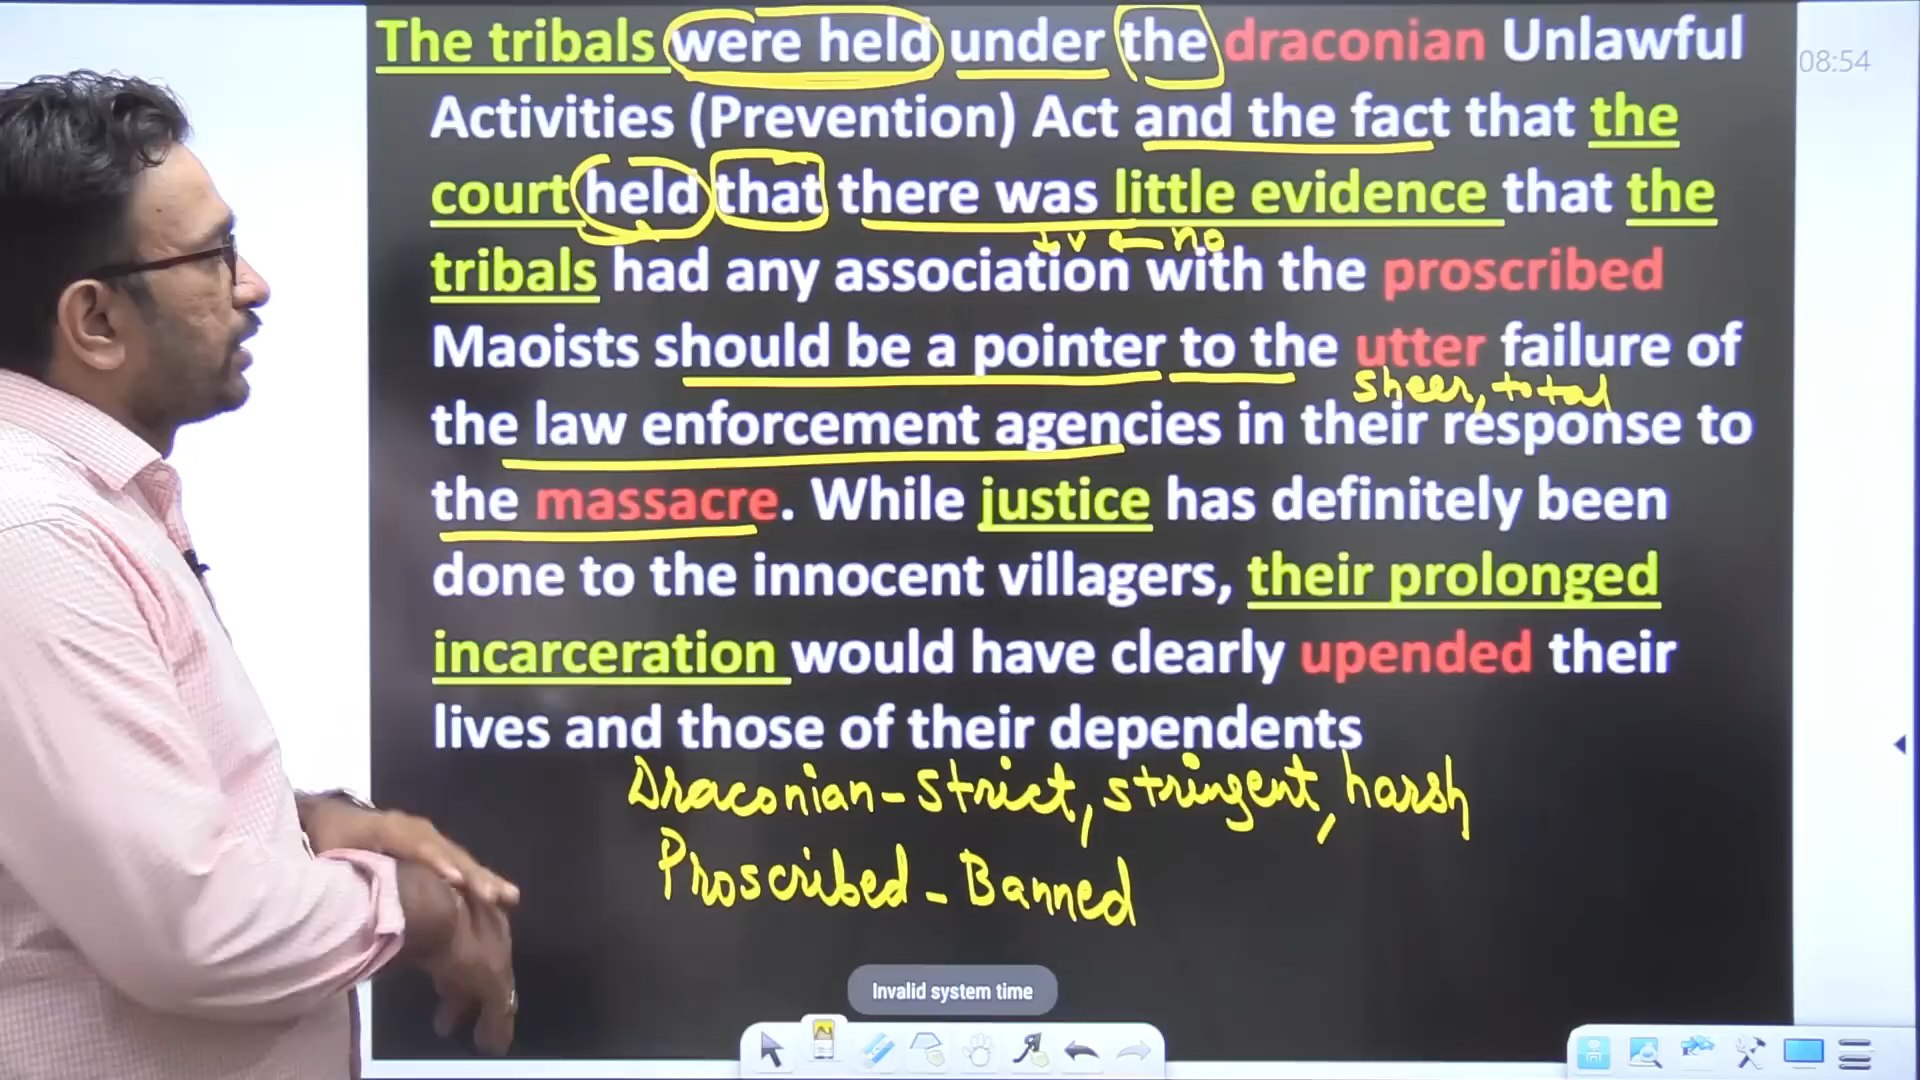 The tribals were held under the draconian Unlawful
08:54
Activities (Prevention) Act and the fact that the
court held that there was little evidence that the
↓v ← no
tribals had any association with the proscribed
Maoists should be a pointer to the utter failure of
sheer, total
the law enforcement agencies in their response to
the massacre. While justice has definitely been
done to the innocent villagers, their prolonged
incarceration would have clearly upended their
lives and those of their dependents
Draconian - strict, stringent, harsh
Proscribed - Banned
Invalid system time